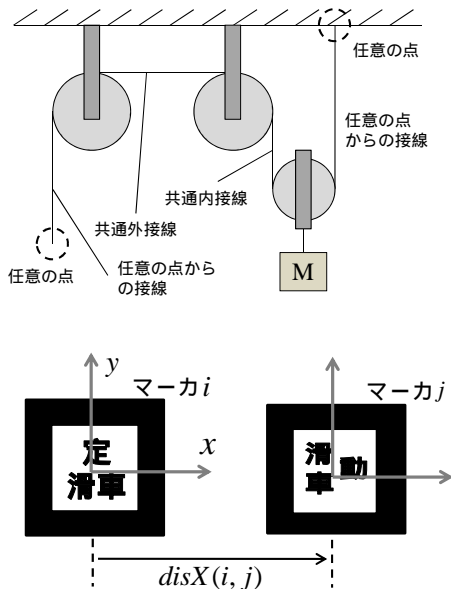 任意の点
任意の点
からの接線
共通内接線
共通外接線
任意の点
任意の点から
の接線
M
y
マーカi
x
定
滑車
マーカj
滑車
動
disX(i, j)